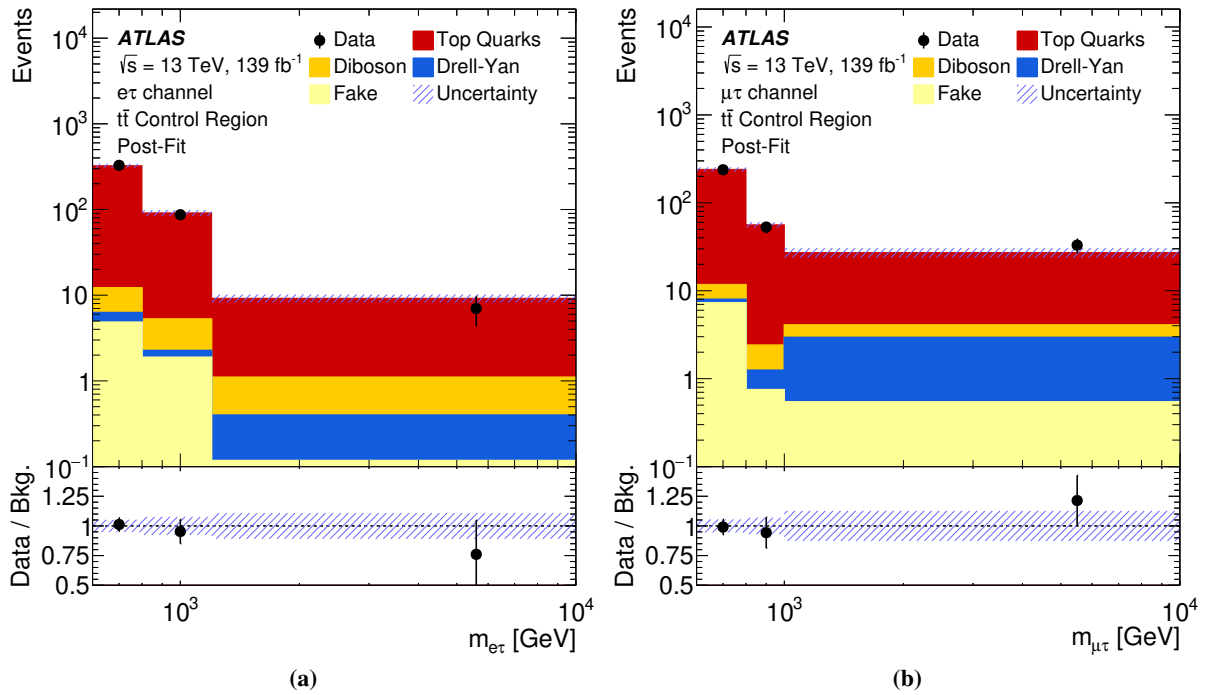 Events
10⁴
10³
10²
10
1
10⁻¹
ATLAS
√s = 13 TeV, 139 fb⁻¹
eτ channel
tt̄ Control Region
Post-Fit
Data
Top Quarks
Diboson
Drell-Yan
Fake
Uncertainty
Data / Bkg.
1.25
1
0.75
0.5
10³
10⁴
m_eτ [GeV]
(a)
Events
10⁴
10³
10²
10
1
10⁻¹
ATLAS
√s = 13 TeV, 139 fb⁻¹
μτ channel
tt̄ Control Region
Post-Fit
Data
Top Quarks
Diboson
Drell-Yan
Fake
Uncertainty
Data / Bkg.
1.25
1
0.75
0.5
10³
10⁴
m_μτ [GeV]
(b)